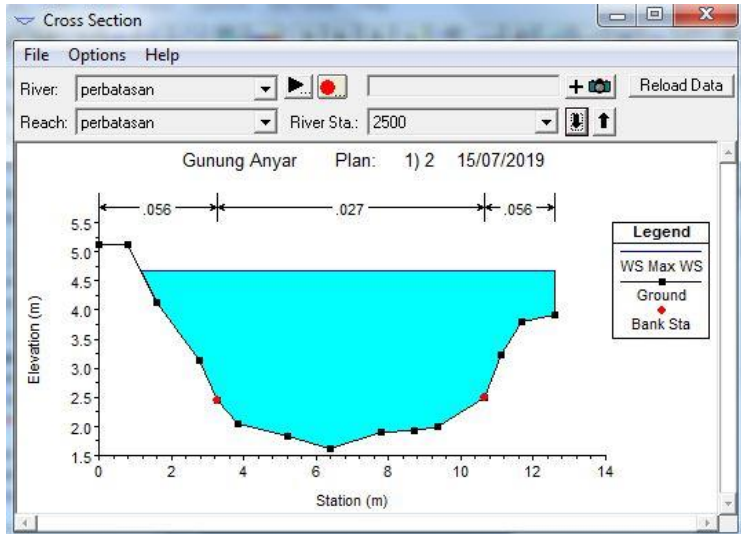 Cross Section
File Options Help
River: perbatasan Reload Data
Reach: perbatasan River Sta.: 2500
Gunung Anyar Plan: 1) 2 15/07/2019
.056 .027 .056
Legend
WS Max WS
Ground
Bank Sta
Elevation (m)
5.5
5.0
4.5
4.0
3.5
3.0
2.5
2.0
1.5
0 2 4 6 8 10 12 14
Station (m)